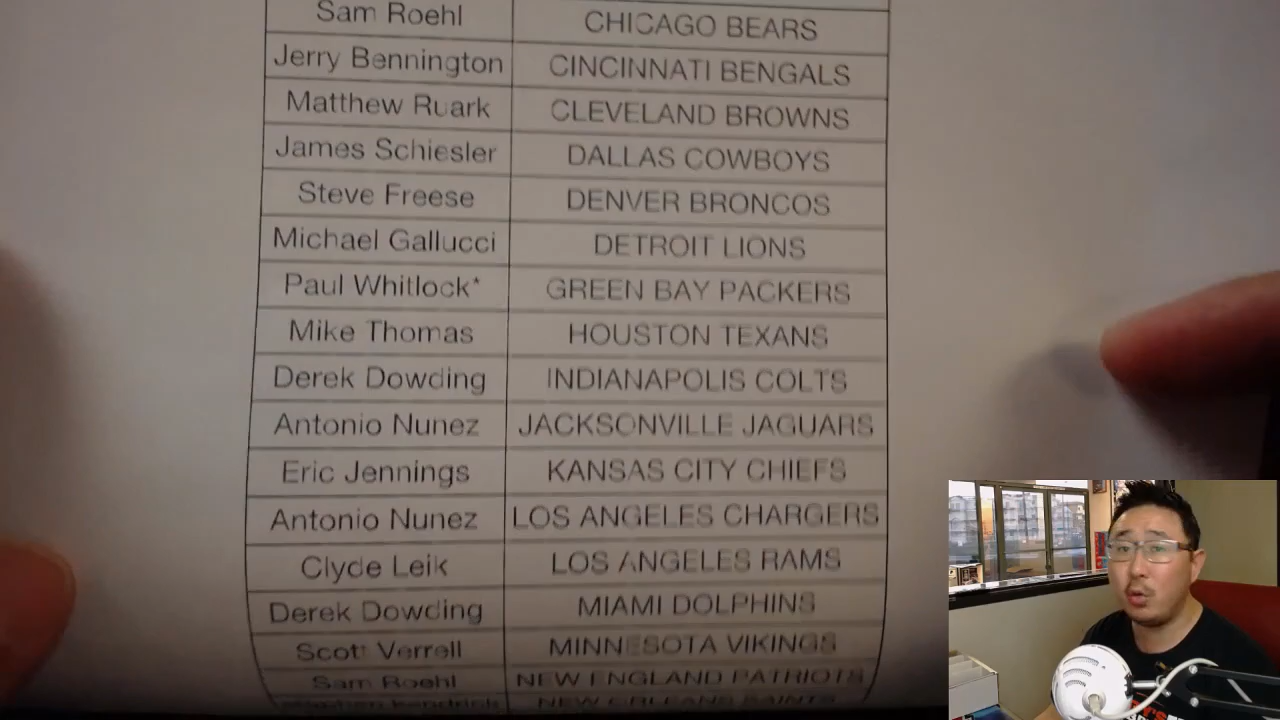 Sam Roehl CHICAGO BEARS
Jerry Bennington CINCINNATI BENGALS
Matthew Ruark CLEVELAND BROWNS
James Schiesler DALLAS COWBOYS
Steve Freese DENVER BRONCOS
Michael Gallucci DETROIT LIONS
Paul Whitlock* GREEN BAY PACKERS
Mike Thomas HOUSTON TEXANS
Derek Dowding INDIANAPOLIS COLTS
Antonio Nunez JACKSONVILLE JAGUARS
Eric Jennings KANSAS CITY CHIEFS
Antonio Nunez LOS ANGELES CHARGERS
Clyde Leik LOS ANGELES RAMS
Derek Dowding MIAMI DOLPHINS
Scott Verrell MINNESOTA VIKINGS
Sam Roehl NEW ENGLAND PATRIOTS
NEW ORLEANS SAINTS